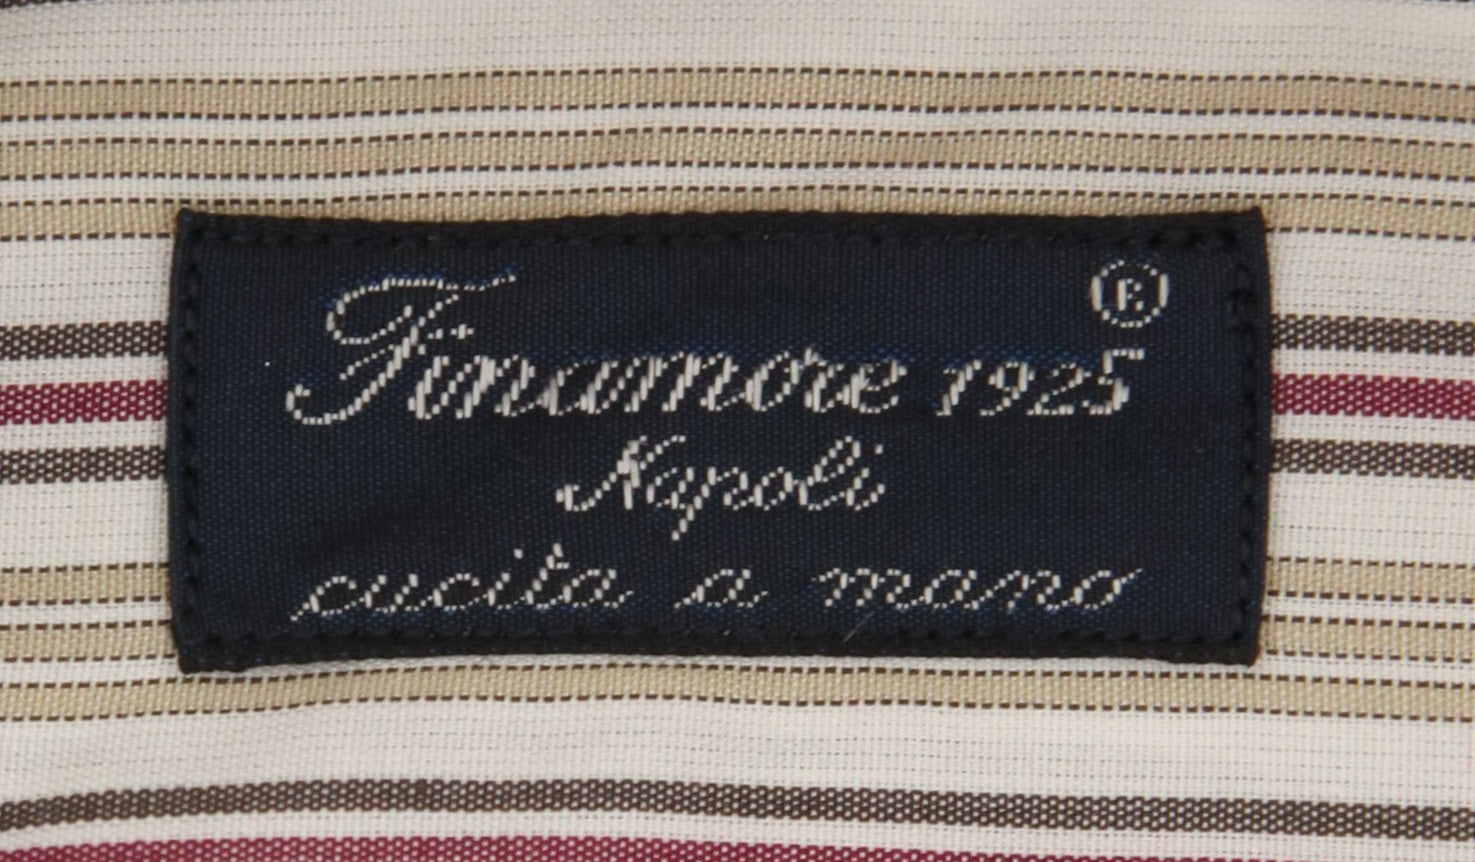 Finamore 1925®
Napoli
cucita a mano